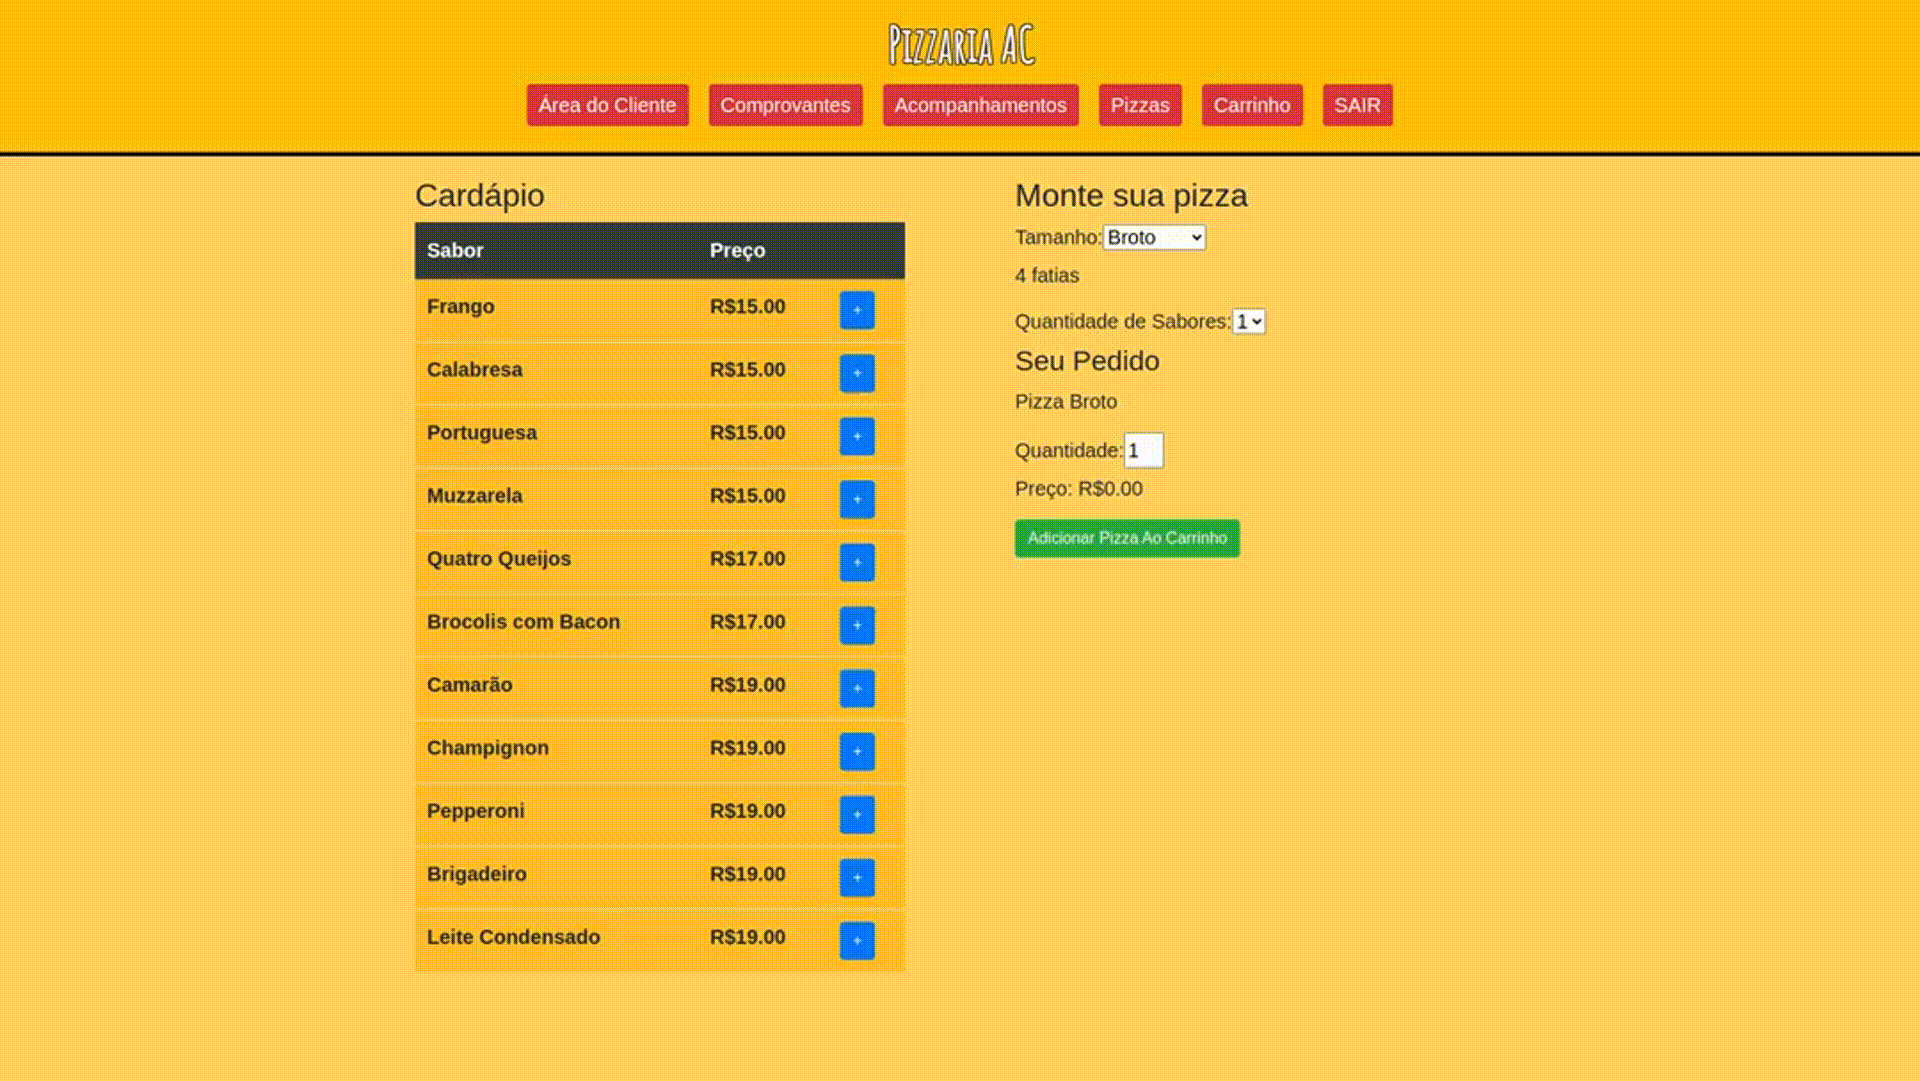 Pizzaria AC
Área do Cliente Comprovantes Acompanhamentos Pizzas Carrinho SAIR
Cardápio
Sabor Preço
Frango R$15.00 +
Calabresa R$15.00 +
Portuguesa R$15.00 +
Muzzarela R$15.00 +
Quatro Queijos R$17.00 +
Brocolis com Bacon R$17.00 +
Camarão R$19.00 +
Champignon R$19.00 +
Pepperoni R$19.00 +
Brigadeiro R$19.00 +
Leite Condensado R$19.00 +
Monte sua pizza
Tamanho: Broto
4 fatias
Quantidade de Sabores: 1
Seu Pedido
Pizza Broto
Quantidade: 1
Preço: R$0.00
Adicionar Pizza Ao Carrinho